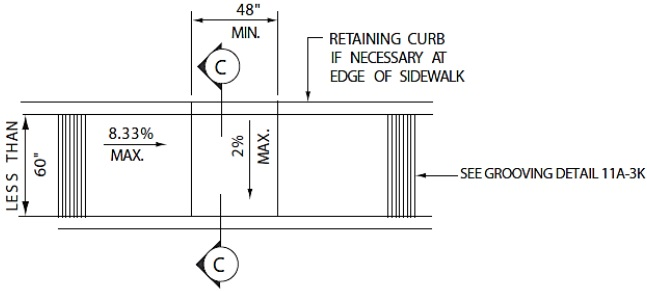 48"
MIN.
RETAINING CURB
IF NECESSARY AT
EDGE OF SIDEWALK
C
LESS THAN
60"
8.33%
MAX.
2%
MAX.
SEE GROOVING DETAIL 11A-3K
C